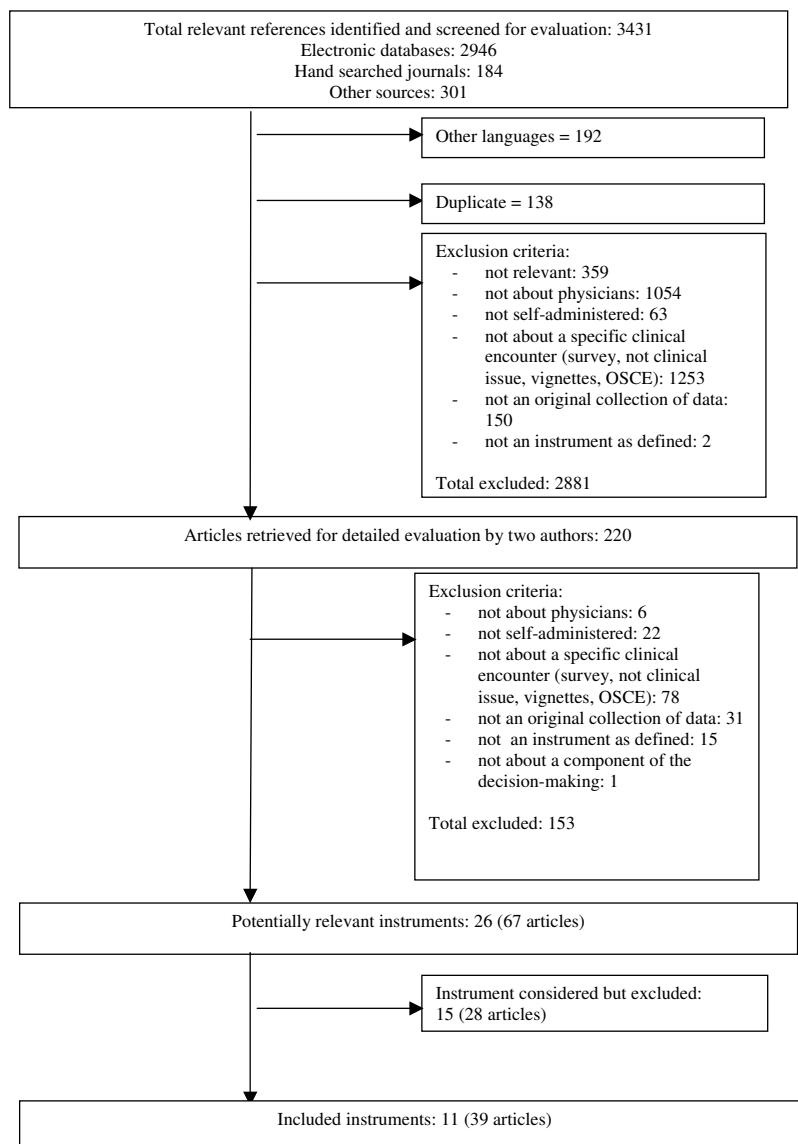 Total relevant references identified and screened for evaluation: 3431
Electronic databases: 2946
Hand searched journals: 184
Other sources: 301
Other languages = 192
Duplicate = 138
Exclusion criteria:
- not relevant: 359
- not about physicians: 1054
- not self-administered: 63
- not about a specific clinical
encounter (survey, not clinical
issue, vignettes, OSCE): 1253
- not an original collection of data:
150
- not an instrument as defined: 2
Total excluded: 2881
Articles retrieved for detailed evaluation by two authors: 220
Exclusion criteria:
- not about physicians: 6
- not self-administered: 22
- not about a specific clinical
encounter (survey, not clinical
issue, vignettes, OSCE): 78
- not an original collection of data: 31
- not an instrument as defined: 15
- not about a component of the
decision-making: 1
Total excluded: 153
Potentially relevant instruments: 26 (67 articles)
Instrument considered but excluded:
15 (28 articles)
Included instruments: 11 (39 articles)